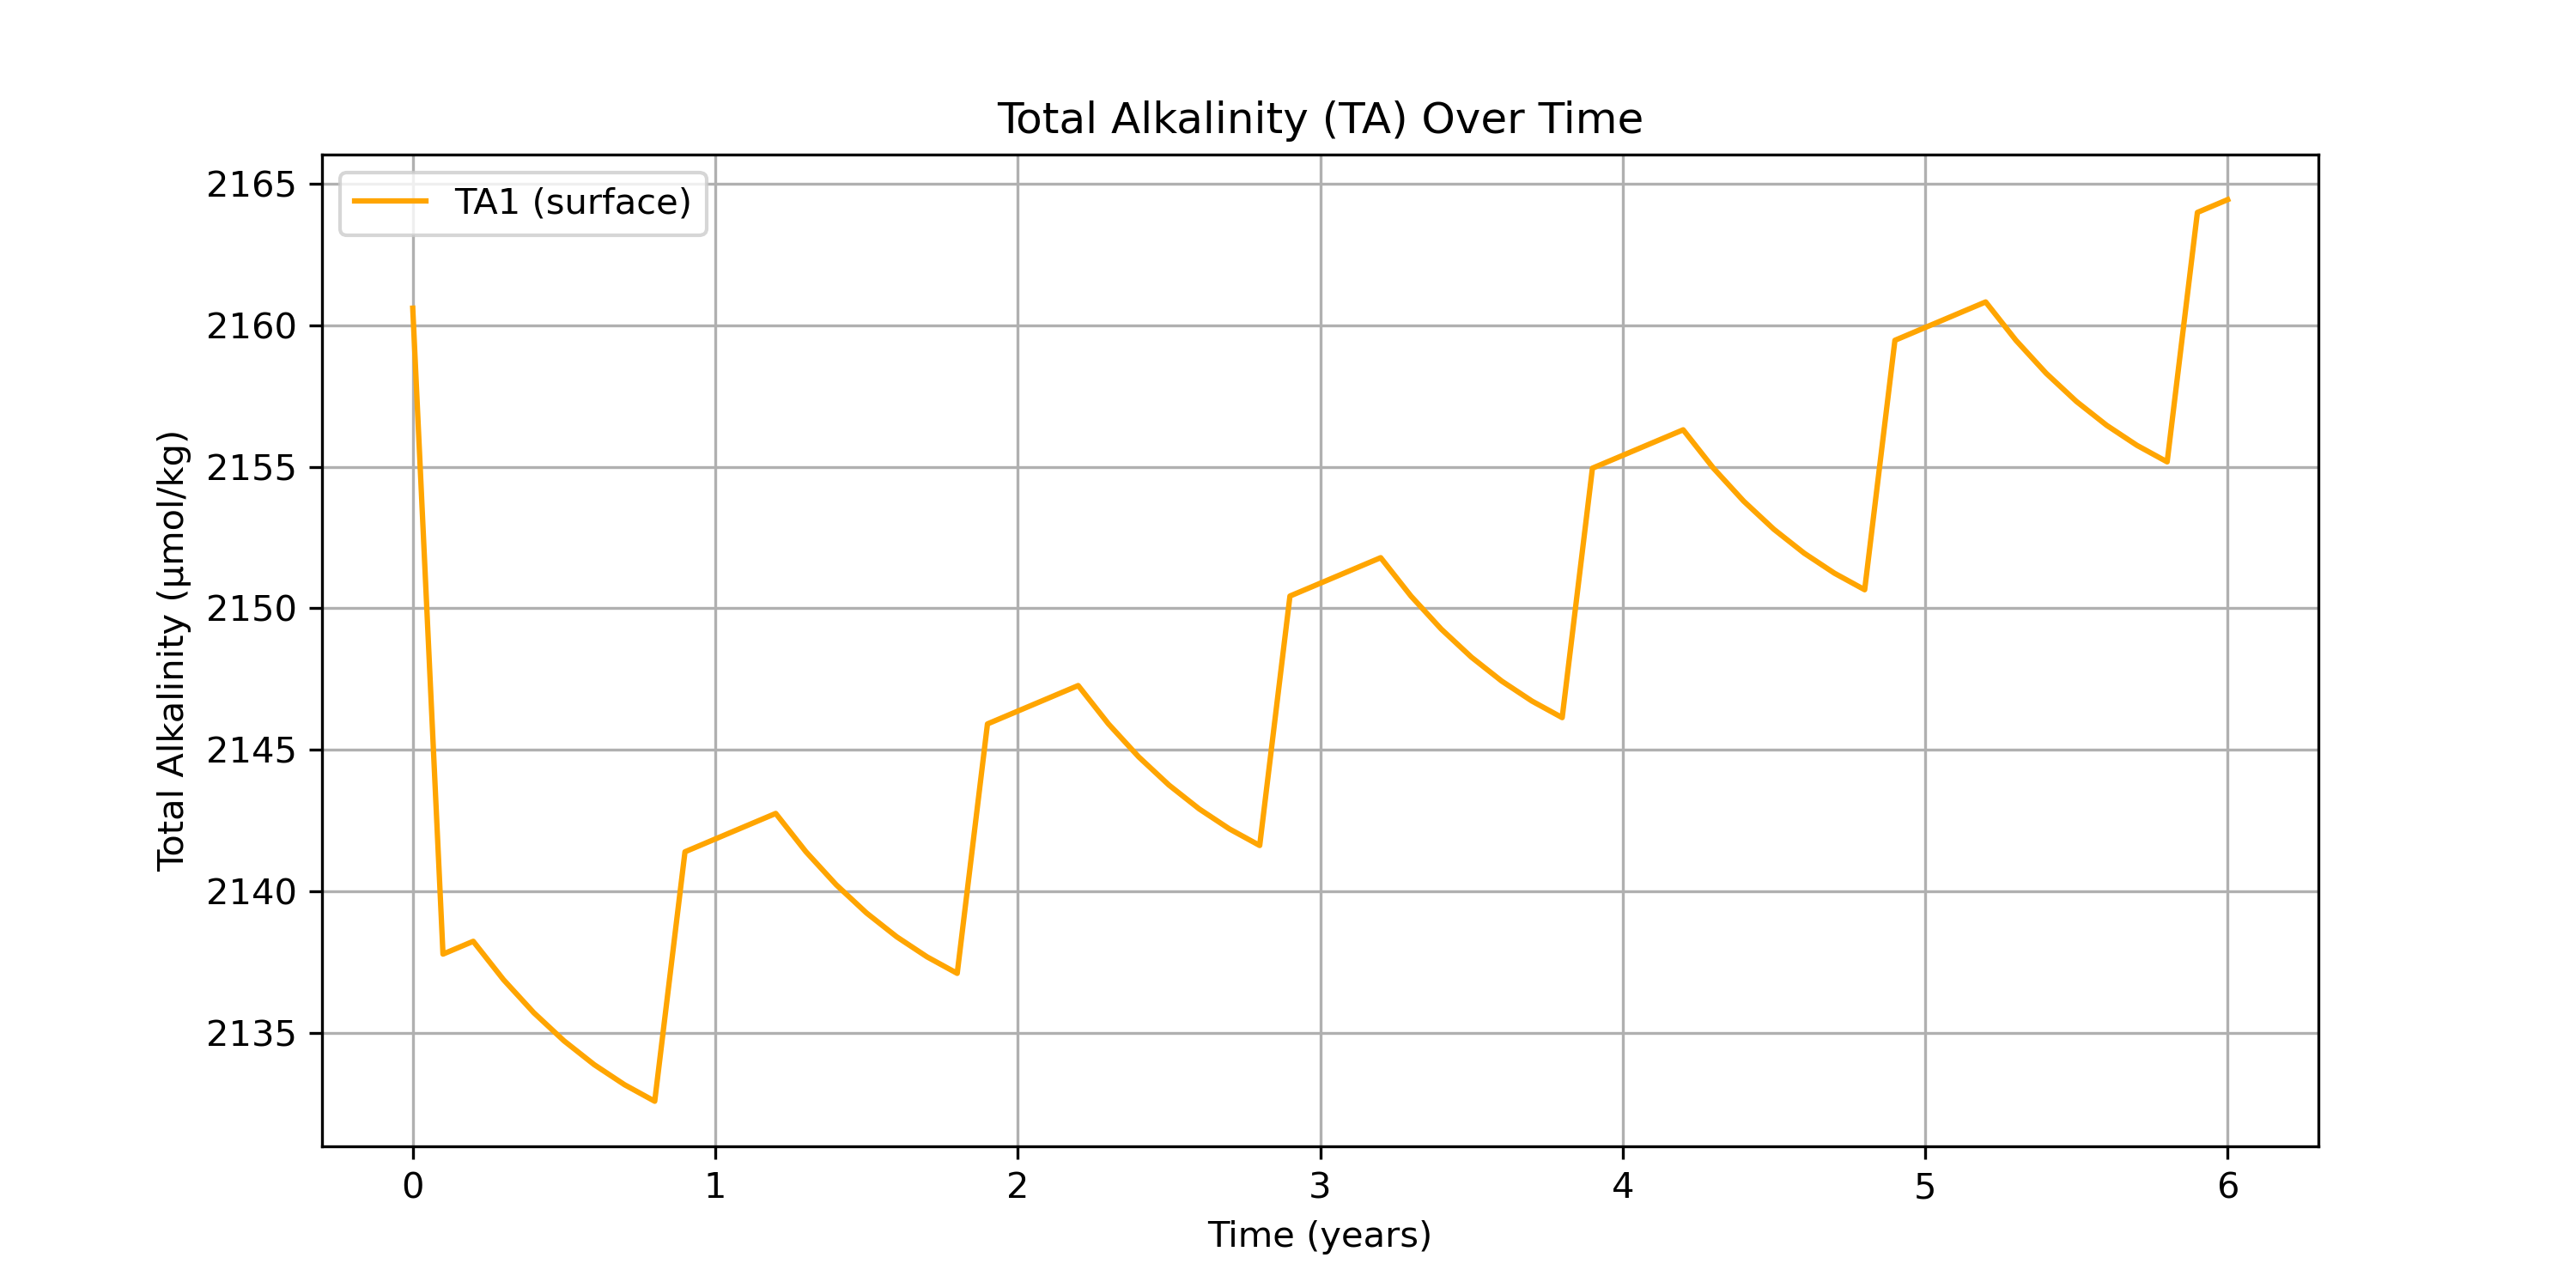 Total Alkalinity (TA) Over Time
TA1 (surface)
Total Alkalinity (µmol/kg)
2165
2160
2155
2150
2145
2140
2135
0 1 2 3 4 5 6
Time (years)